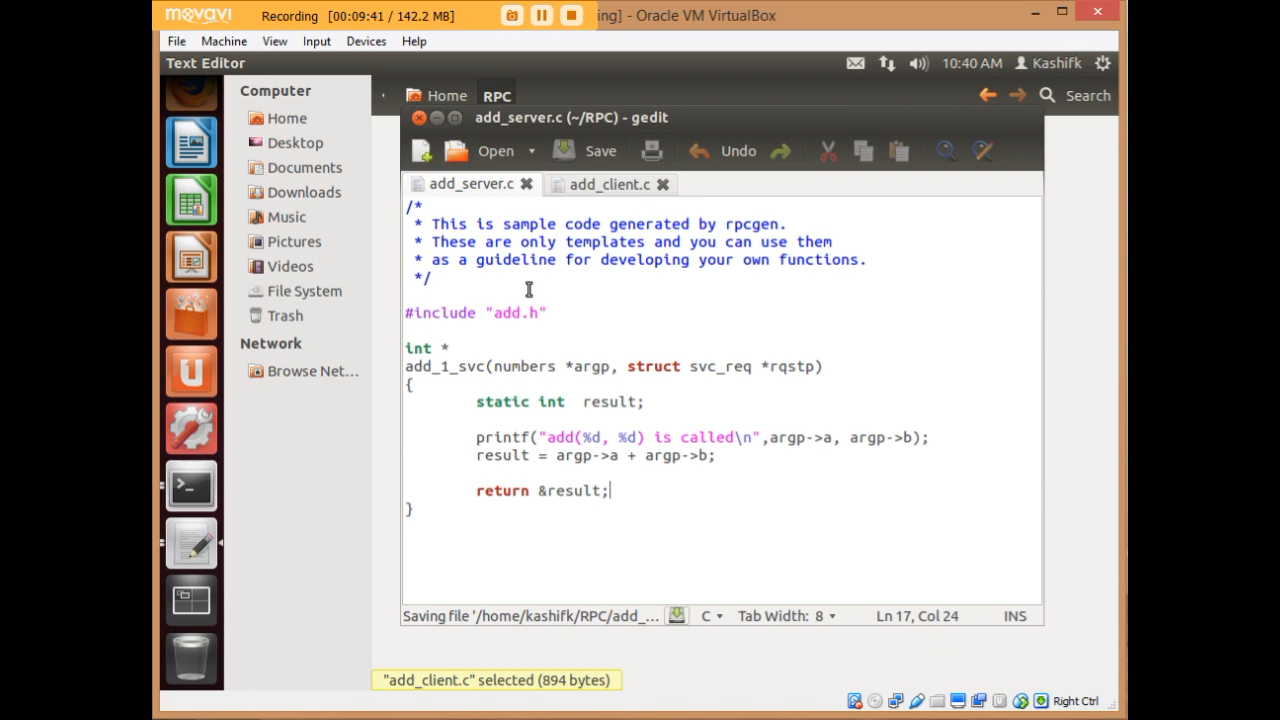 movavi
Recording [00:09:41 / 142.2 MB]
ing] - Oracle VM VirtualBox
File Machine View Input Devices Help
Text Editor
10:40 AM Kashifk
Computer
Home
Desktop
Documents
Downloads
Music
Pictures
Videos
File System
Trash
Network
Browse Net...
Home RPC Search
add_server.c (~/RPC) - gedit
Open Save Undo
add_server.c add_client.c
/*
* This is sample code generated by rpcgen.
* These are only templates and you can use them
* as a guideline for developing your own functions.
*/
#include "add.h"
int *
add_1_svc(numbers *argp, struct svc_req *rqstp)
{
static int  result;
printf("add(%d, %d) is called\n",argp->a, argp->b);
result = argp->a + argp->b;
return &result;
}
Saving file '/home/kashifk/RPC/add_... C Tab Width: 8 Ln 17, Col 24 INS
"add_client.c" selected (894 bytes)
Right Ctrl